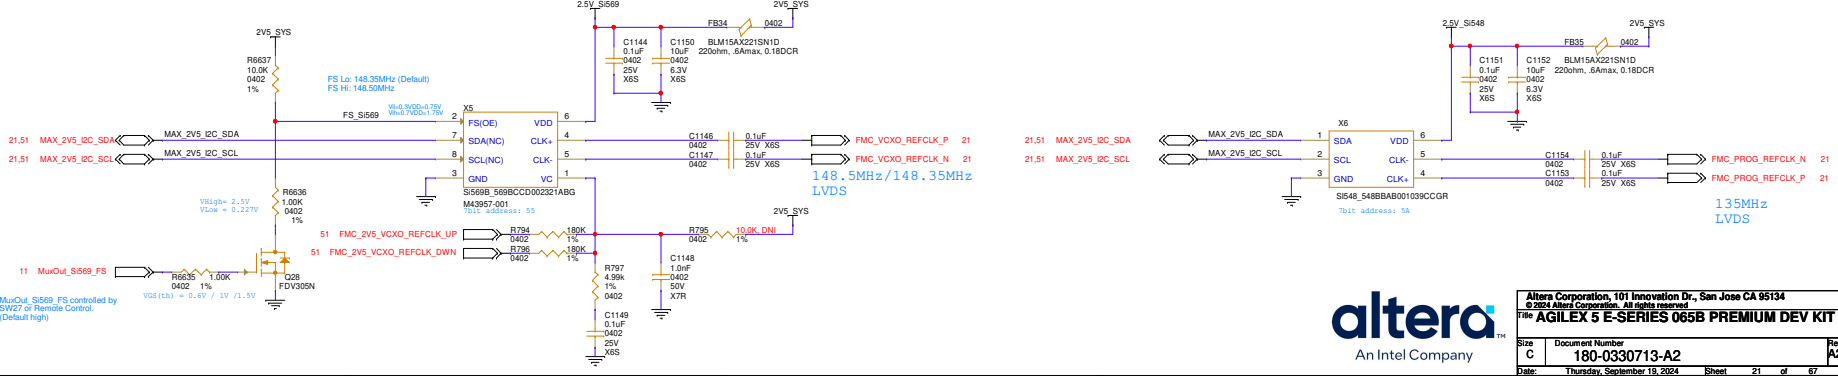 2.5V_Si569
FB34
0402
2V5_SYS
2.5V_Si548
2V5_SYS
2V5_SYS
FB35
0402
R6637
10.0K
0402
1%
C1144
0.1uF
0402
25V
X6S
C1150
10uF
0402
6.3V
X6S
BLM15AX221SN1D
220ohm, .6Amax, 0.18DCR
C1151
0.1uF
0402
25V
X6S
C1152
10uF
0402
6.3V
X6S
BLM15AX221SN1D
220ohm, .6Amax, 0.18DCR
FS Lo: 148.35MHz (Default)
FS Hi: 148.50MHz
Vil=0.3VDD=0.75V
Vih=0.7VDD=1.75V
X5
FS_Si569
2
FS(OE)
VDD
6
21,51
MAX_2V5_I2C_SDA
MAX_2V5_I2C_SDA
7
SDA(NC)
CLK+
4
C1146
0402
0.1uF
25V X6S
FMC_VCXO_REFCLK_P
21
21,51
MAX_2V5_I2C_SCL
MAX_2V5_I2C_SCL
8
SCL(NC)
CLK-
5
C1147
0402
0.1uF
25V X6S
FMC_VCXO_REFCLK_N
21
3
GND
VC
1
148.5MHz/148.35MHz
LVDS
Si569B_569BCCD002321ABG
M43957-001
7bit address: 55
X6
21,51
MAX_2V5_I2C_SDA
MAX_2V5_I2C_SDA
1
SDA
VDD
6
21,51
MAX_2V5_I2C_SCL
MAX_2V5_I2C_SCL
2
SCL
CLK-
5
C1154
0402
0.1uF
25V X6S
FMC_PROG_REFCLK_N
21
3
GND
CLK+
4
C1153
0402
0.1uF
25V X6S
FMC_PROG_REFCLK_P
21
SI548_548BBAB001039CCGR
7bit address: 5A
135MHz
LVDS
R6636
1.00K
0402
1%
VHigh= 2.5V
VLow = 0.227V
2V5_SYS
51
FMC_2V5_VCXO_REFCLK_UP
R794
0402
180K
1%
R795
0402
10.0K, DNI
1%
51
FMC_2V5_VCXO_REFCLK_DWN
R796
0402
180K
1%
R797
4.99k
1%
0402
C1148
1.0nF
0402
50V
X7R
C1149
0.1uF
0402
25V
X6S
11
MuxOut_Si569_FS
R6635
0402
1.00K
1%
Q28
FDV305N
VGS(th) = 0.6V / 1V /1.5V
MuxOut_Si569_FS controlled by
SW27 or Remote Control.
(Default high)
altera™
An Intel Company
Altera Corporation, 101 Innovation Dr., San Jose CA 95134
© 2024 Altera Corporation. All rights reserved
Title
AGILEX 5 E-SERIES 065B PREMIUM DEV KIT
Size
C
Document Number
180-0330713-A2
Re
A2
Date:
Thursday, September 19, 2024
Sheet
21
of
67